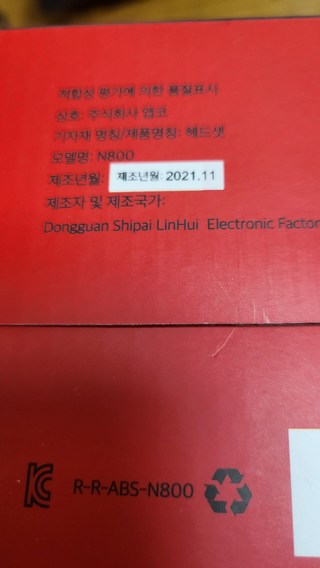 적합성 평가에 의한 품질표시
상호: 주식회사 앱코
기자재 명칭/제품명칭: 헤드셋
모델명: N800
제조년월: 제조년월: 2021.11
제조자 및 제조국가:
Dongguan Shipai LinHui Electronic Factor
R-R-ABS-N800